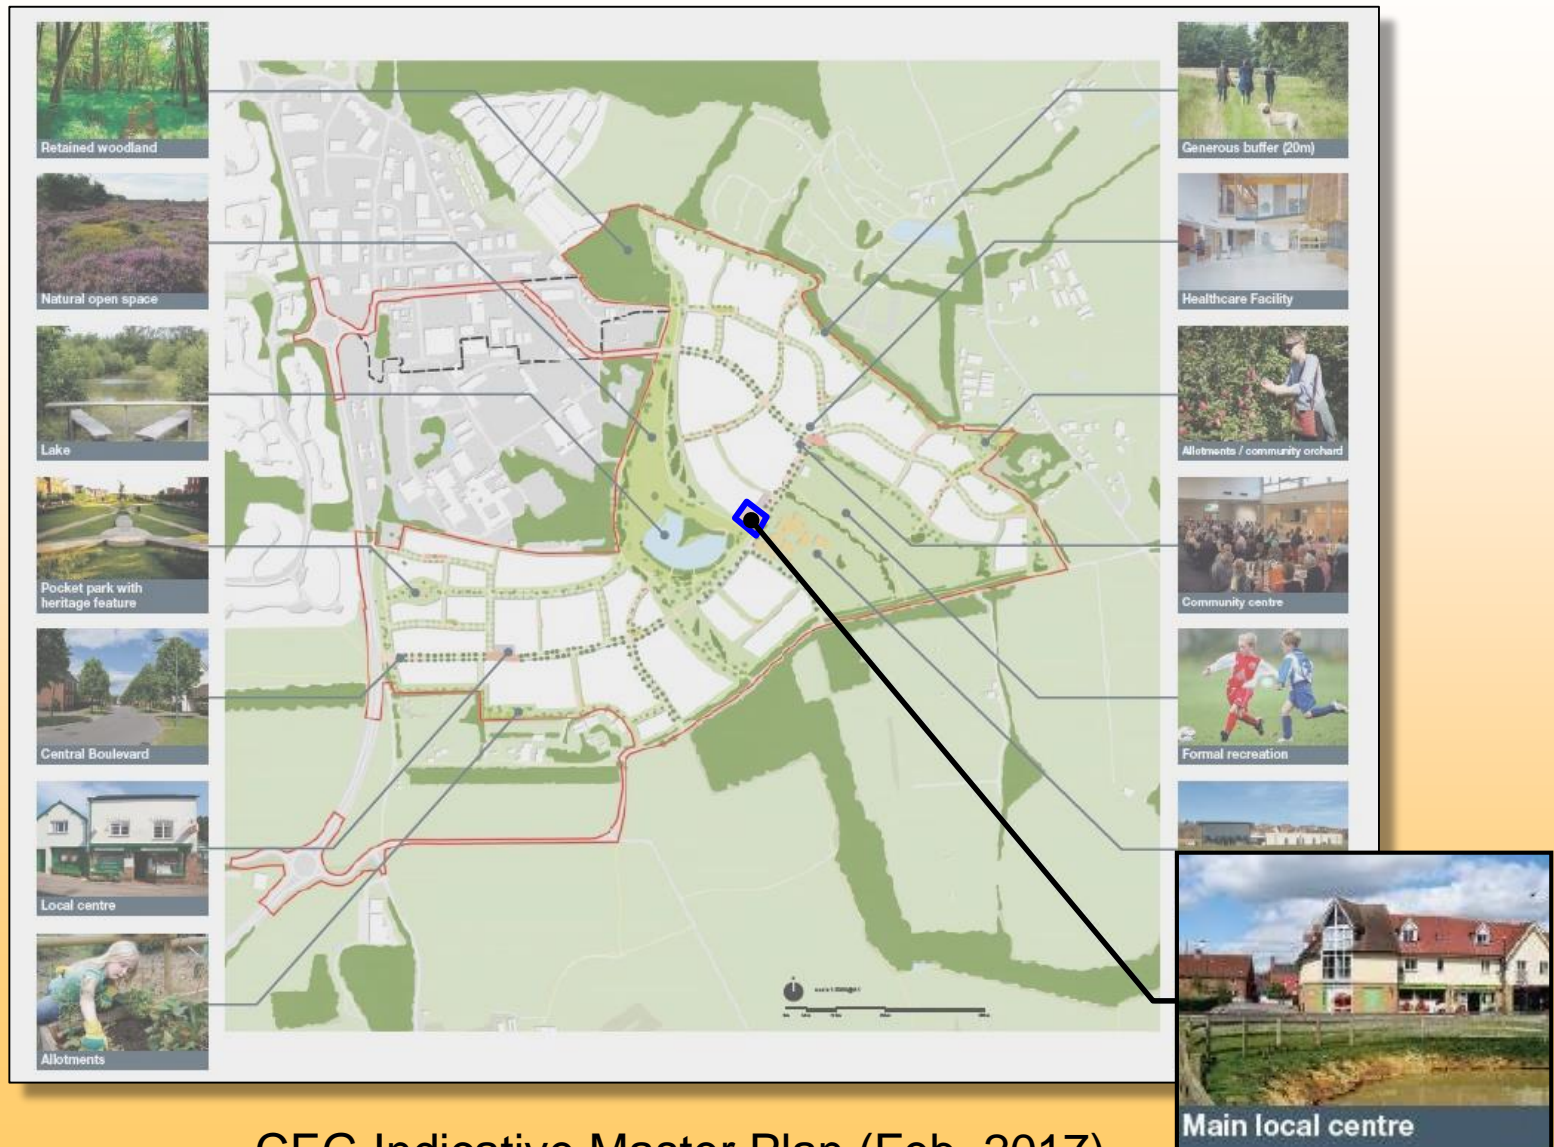 Retained woodland
Natural open space
Lake
Pocket park with
heritage feature
Central Boulevard
Local centre
Allotments
Generous buffer (20m)
Healthcare Facility
Allotments / community orchard
Community centre
Formal recreation
Main local centre
CEG Indicative Master Plan (Feb. 2017)